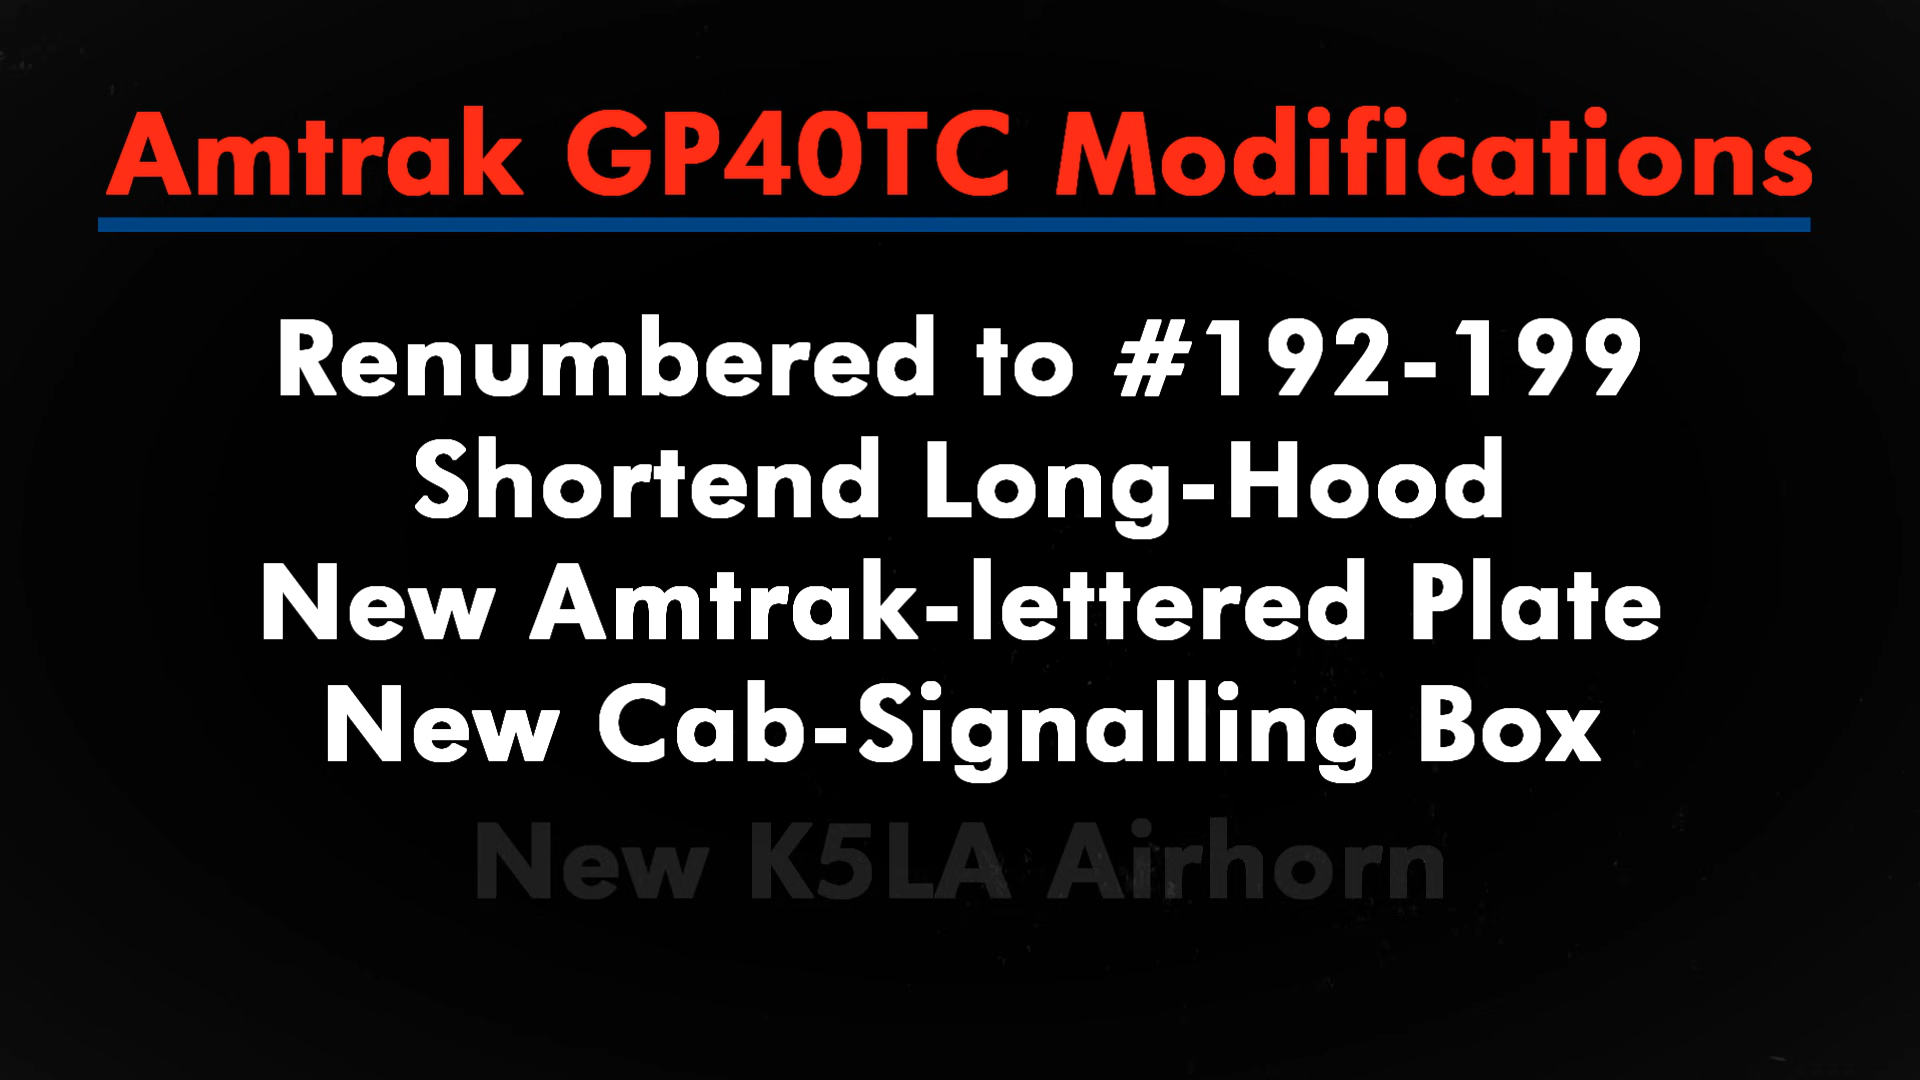 Amtrak GP40TC Modifications
Renumbered to #192-199
Shortend Long-Hood
New Amtrak-lettered Plate
New Cab-Signalling Box
New K5LA Airhorn